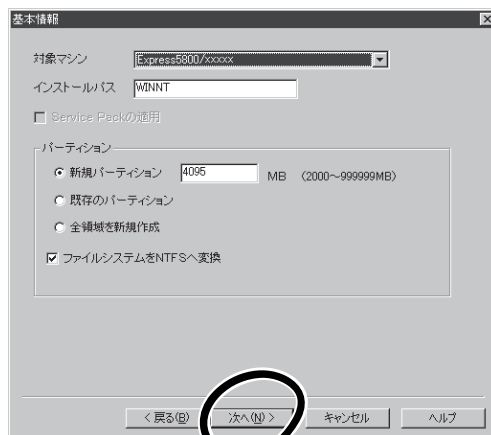 基本情報
対象マシン Express5800/xxxxx
インストールパス WINNT
Service Packの適用
パーティション
新規パーティション 4095 MB (2000～999999MB)
既存のパーティション
全領域を新規作成
ファイルシステムをNTFSへ変換
< 戻る(B) 次へ(N) > キャンセル ヘルプ